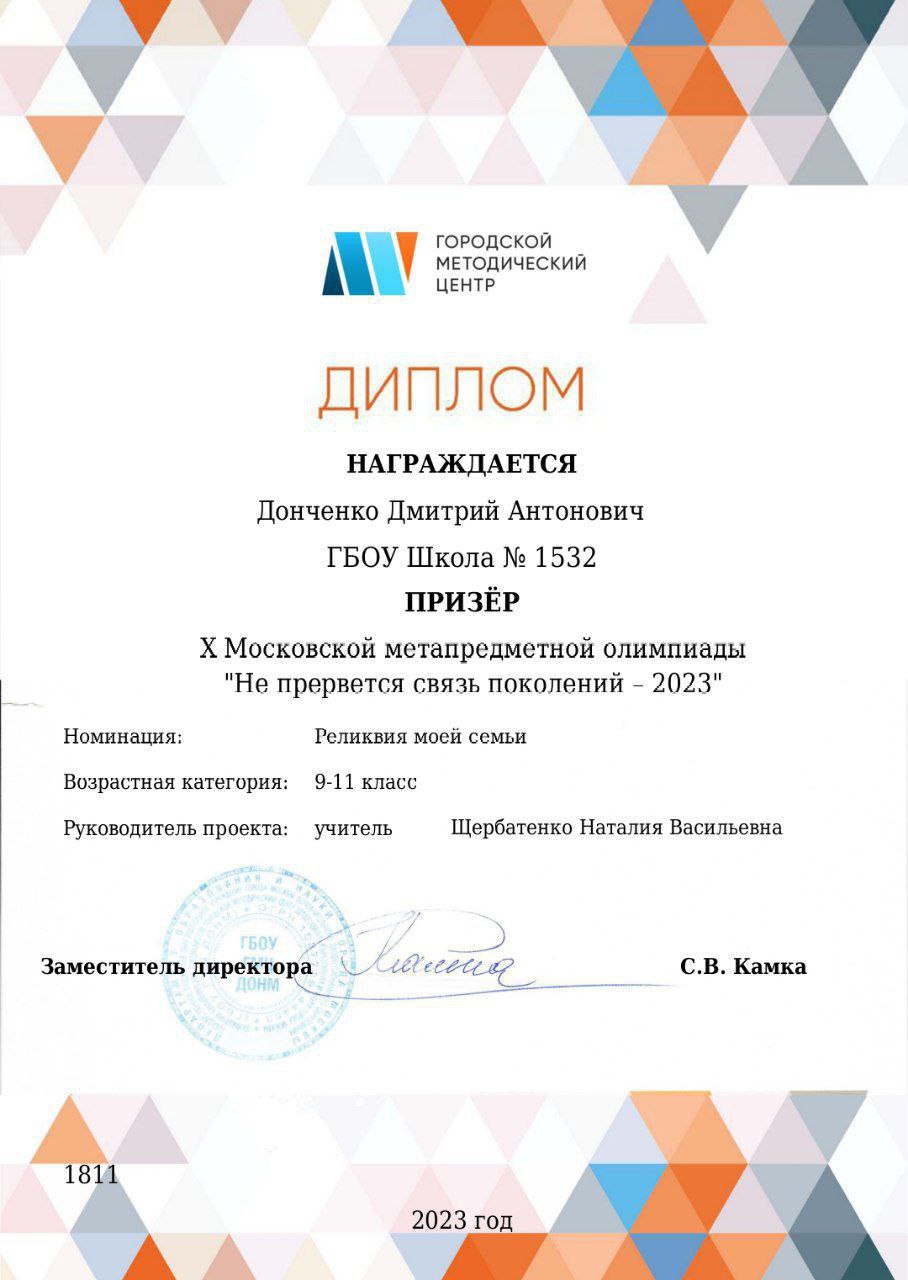 ГОРОДСКОЙ
МЕТОДИЧЕСКИЙ
ЦЕНТР
ДИПЛОМ
НАГРАЖДАЕТСЯ
Донченко Дмитрий Антонович
ГБОУ Школа № 1532
ПРИЗЁР
X Московской метапредметной олимпиады
"Не прервется связь поколений – 2023"
Номинация: Реликвия моей семьи
Возрастная категория: 9-11 класс
Руководитель проекта: учитель Щербатенко Наталия Васильевна
ГБОУ
ГМЦ
ДОНМ
Заместитель директора С.В. Камка
1811
2023 год